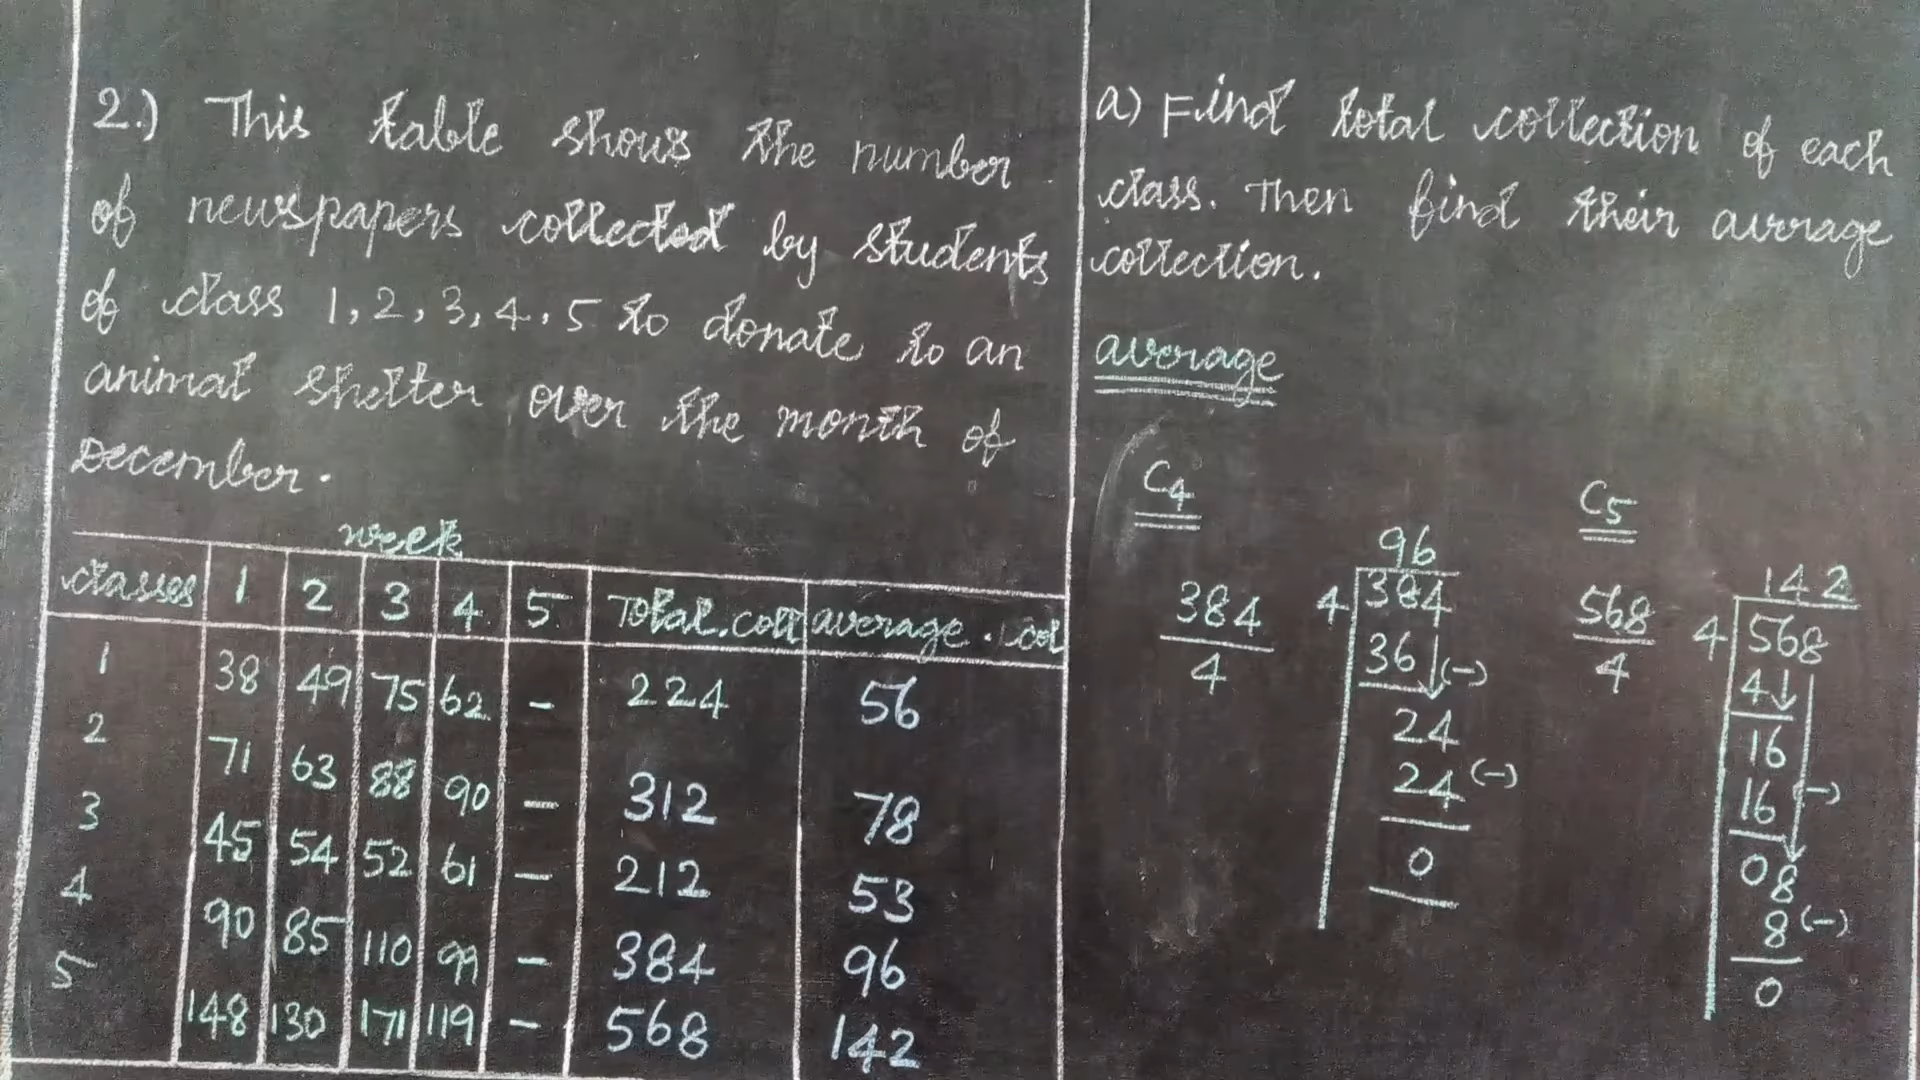 2.) This table shows the number
of newspapers collected by students
of class 1, 2, 3, 4, 5 to donate to an
animal shelter over the month of
December.
week
classes 1 2 3 4 5 Total.coll average.col
1 38 49 75 62 - 224 56
2 71 63 88 90 - 312 78
3 45 54 52 61 - 212 53
4 90 85 110 99 - 384 96
5 148 130 171 119 - 568 142
a) Find total collection of each
class. Then find their average
collection.
average
C4
384
4
96
4 384
36 (-)
24
24 (-)
0
C5
568
4
142
4 568
4
16
16 (-)
08
8 (-)
0